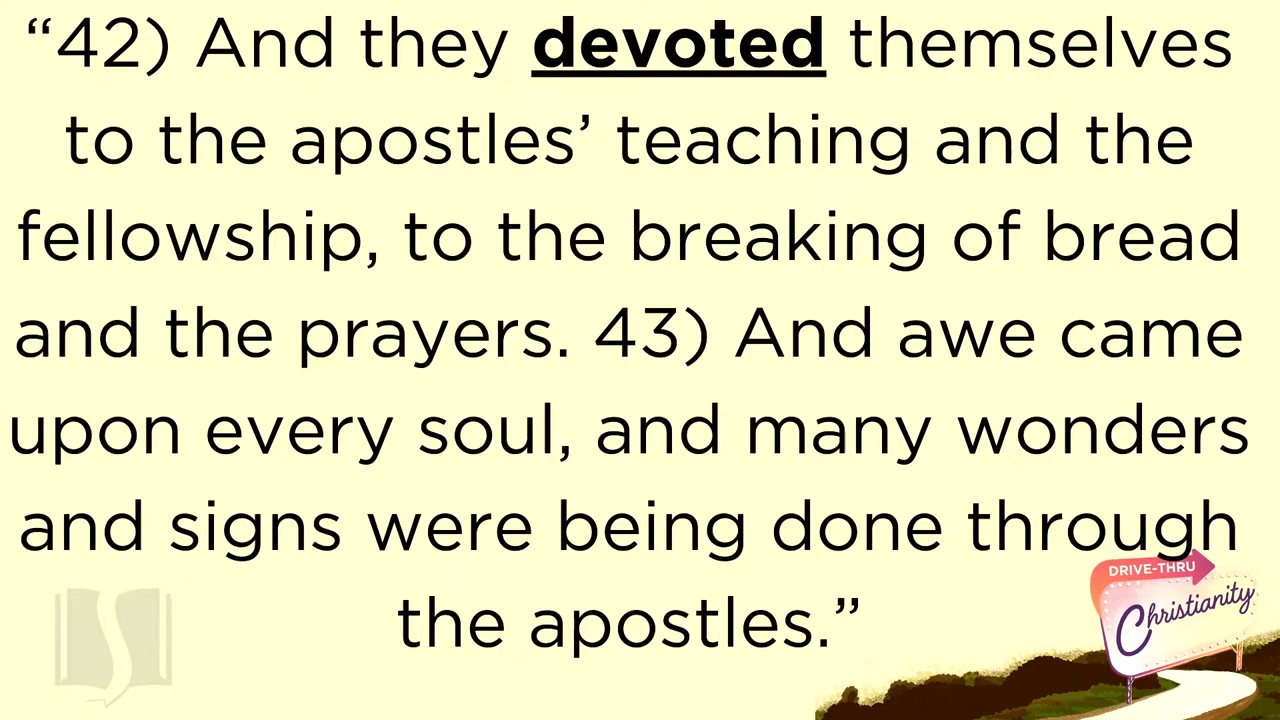 “42) And they devoted themselves
to the apostles’ teaching and the
fellowship, to the breaking of bread
and the prayers. 43) And awe came
upon every soul, and many wonders
and signs were being done through
the apostles.”
DRIVE-THRU
Christianity